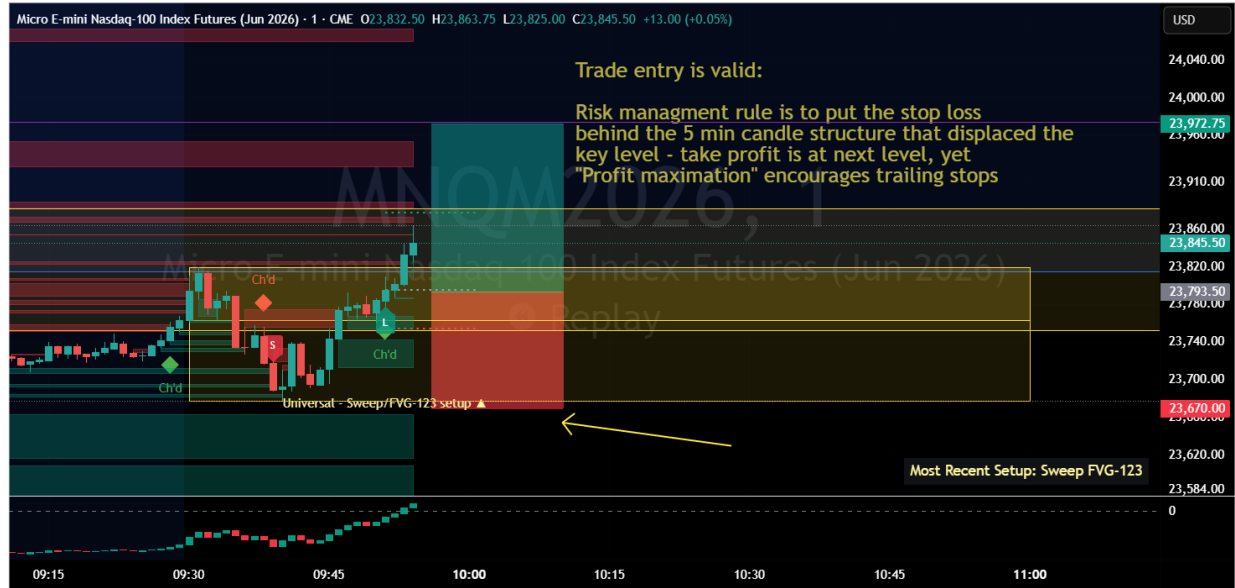 Micro E-mini Nasdaq-100 Index Futures (Jun 2026) · 1 · CME O23,832.50 H23,863.75 L23,825.00 C23,845.50 +13.00 (+0.05%)
USD
Trade entry is valid:
Risk managment rule is to put the stop loss
behind the 5 min candle structure that displaced the
key level - take profit is at next level, yet
"Profit maximation" encourages trailing stops
MNQM2026, 1
Micro E-mini Nasdaq-100 Index Futures (Jun 2026)
Replay
24,040.00
24,000.00
23,972.75
23,960.00
23,910.00
23,860.00
23,845.50
23,820.00
23,793.50
23,780.00
23,740.00
23,700.00
23,670.00
23,660.00
23,620.00
23,584.00
0
Ch'd
S
L
Ch'd
Ch'd
Universal - Sweep/FVG-123 setup ▲
Most Recent Setup: Sweep FVG-123
09:15
09:30
09:45
10:00
10:15
10:30
10:45
11:00